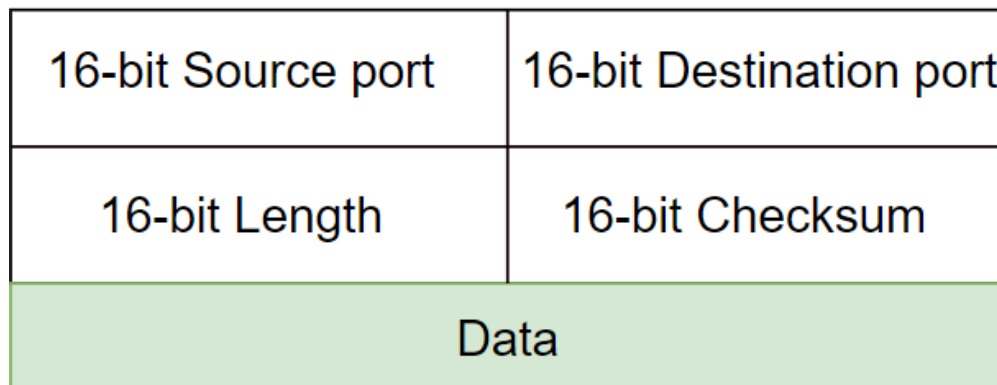 16-bit Source port
16-bit Destination port
16-bit Length
16-bit Checksum
Data